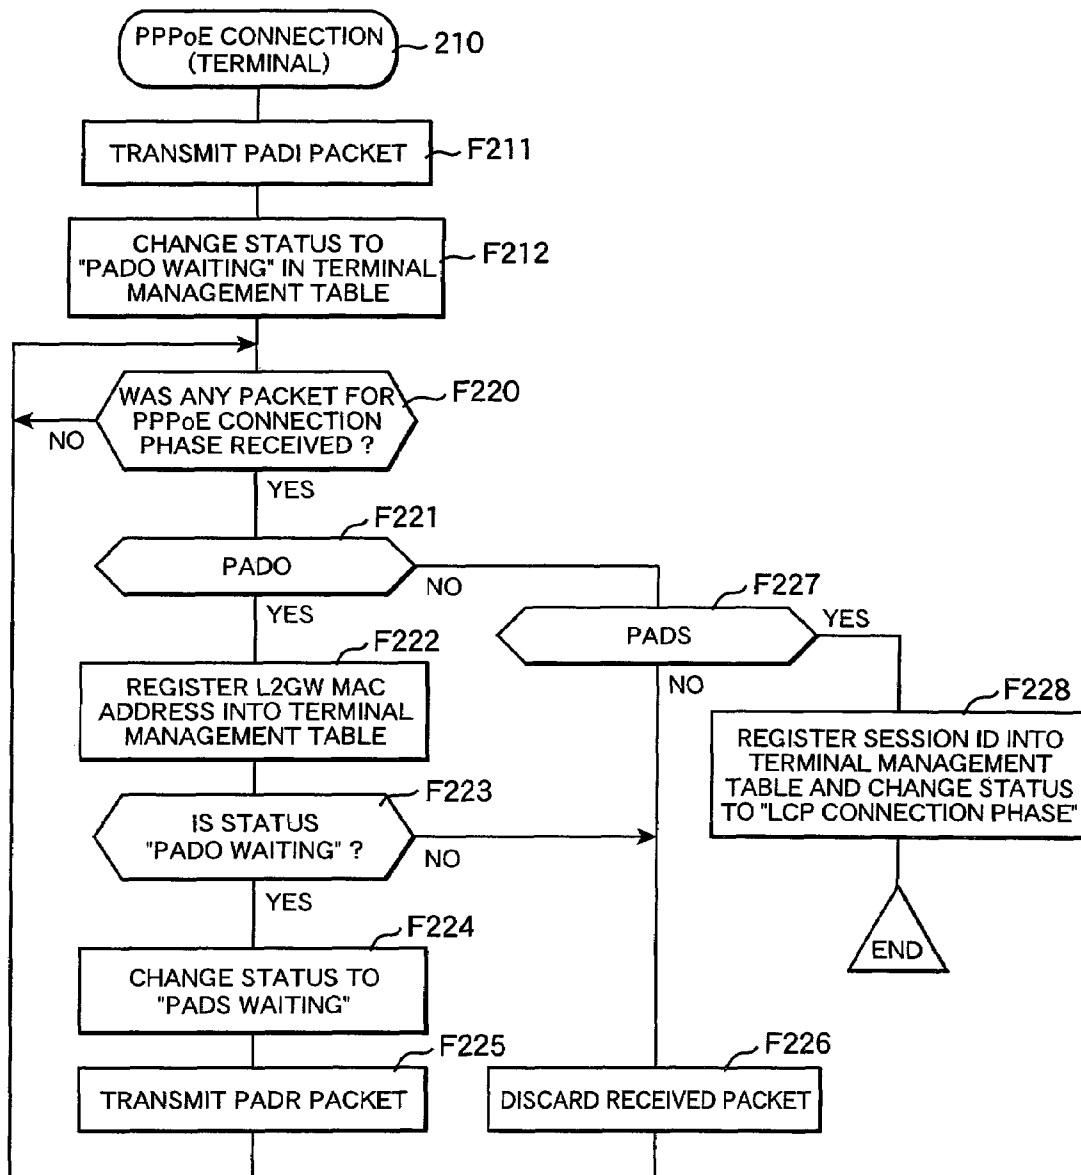 PPPoE CONNECTION
(TERMINAL)
210
TRANSMIT PADI PACKET
F211
CHANGE STATUS TO
"PADO WAITING" IN TERMINAL
MANAGEMENT TABLE
F212
WAS ANY PACKET FOR
PPPoE CONNECTION
PHASE RECEIVED ?
F220
NO
YES
F221
PADO
NO
YES
F227
PADS
YES
NO
F222
REGISTER L2GW MAC
ADDRESS INTO TERMINAL
MANAGEMENT TABLE
F228
REGISTER SESSION ID INTO
TERMINAL MANAGEMENT
TABLE AND CHANGE STATUS
TO "LCP CONNECTION PHASE"
F223
IS STATUS
"PADO WAITING" ?
NO
YES
END
F224
CHANGE STATUS TO
"PADS WAITING"
F225
TRANSMIT PADR PACKET
F226
DISCARD RECEIVED PACKET